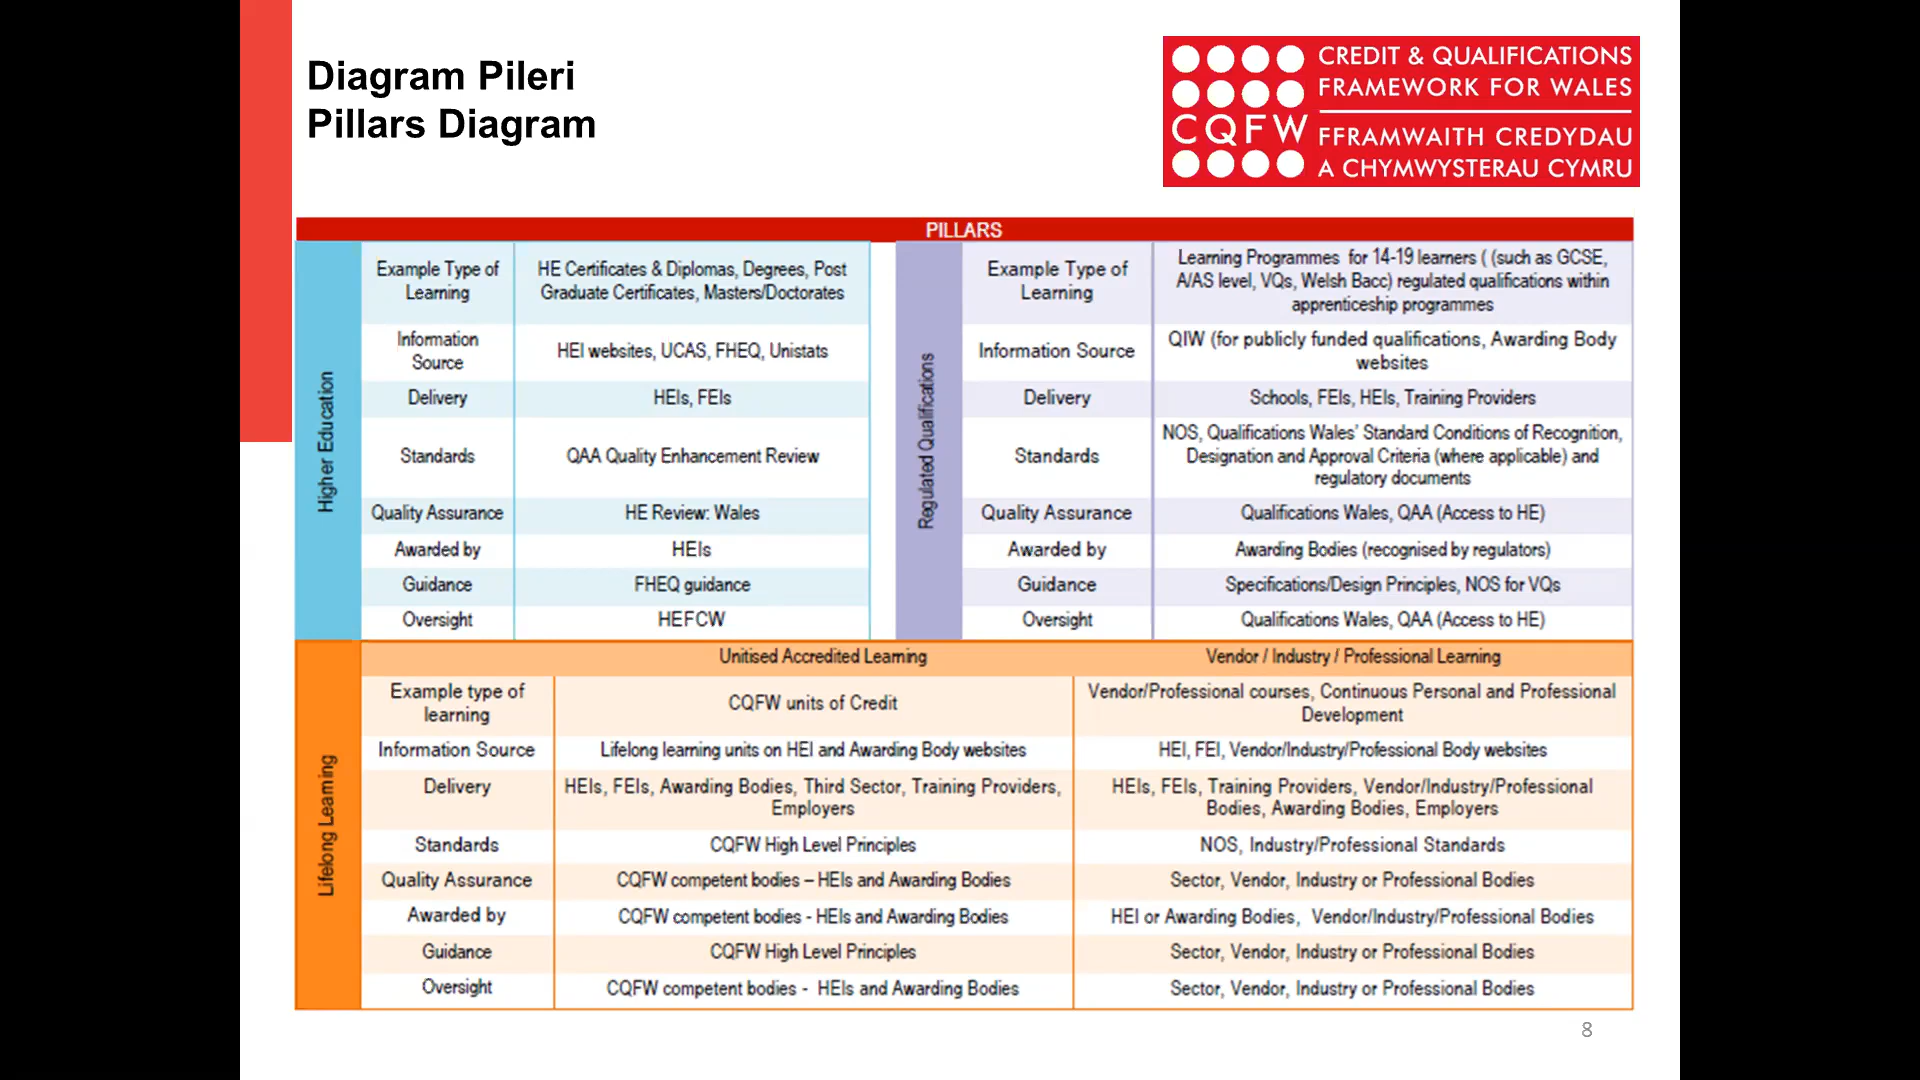 Diagram Pileri
Pillars Diagram
CREDIT & QUALIFICATIONS
FRAMEWORK FOR WALES
CQFW
FFRAMWAITH CREDYDAU
A CHYMWYSTERAU CYMRU
PILLARS
Higher Education
Example Type of
Learning
HE Certificates & Diplomas, Degrees, Post
Graduate Certificates, Masters/Doctorates
Information
Source
HEI websites, UCAS, FHEQ, Unistats
Delivery
HEIs, FEIs
Standards
QAA Quality Enhancement Review
Quality Assurance
HE Review: Wales
Awarded by
HEIs
Guidance
FHEQ guidance
Oversight
HEFCW
Regulated Qualifications
Example Type of
Learning
Learning Programmes for 14-19 learners ( (such as GCSE,
A/AS level, VQs, Welsh Bacc) regulated qualifications within
apprenticeship programmes
Information Source
QIW (for publicly funded qualifications, Awarding Body
websites
Delivery
Schools, FEIs, HEIs, Training Providers
Standards
NOS, Qualifications Wales’ Standard Conditions of Recognition,
Designation and Approval Criteria (where applicable) and
regulatory documents
Quality Assurance
Qualifications Wales, QAA (Access to HE)
Awarded by
Awarding Bodies (recognised by regulators)
Guidance
Specifications/Design Principles, NOS for VQs
Oversight
Qualifications Wales, QAA (Access to HE)
Lifelong Learning
Unitised Accredited Learning
Vendor / Industry / Professional Learning
Example type of
learning
CQFW units of Credit
Vendor/Professional courses, Continuous Personal and Professional
Development
Information Source
Lifelong learning units on HEI and Awarding Body websites
HEI, FEI, Vendor/Industry/Professional Body websites
Delivery
HEIs, FEIs, Awarding Bodies, Third Sector, Training Providers,
Employers
HEIs, FEIs, Training Providers, Vendor/Industry/Professional
Bodies, Awarding Bodies, Employers
Standards
CQFW High Level Principles
NOS, Industry/Professional Standards
Quality Assurance
CQFW competent bodies – HEIs and Awarding Bodies
Sector, Vendor, Industry or Professional Bodies
Awarded by
CQFW competent bodies - HEIs and Awarding Bodies
HEI or Awarding Bodies, Vendor/Industry/Professional Bodies
Guidance
CQFW High Level Principles
Sector, Vendor, Industry or Professional Bodies
Oversight
CQFW competent bodies - HEIs and Awarding Bodies
Sector, Vendor, Industry or Professional Bodies
8